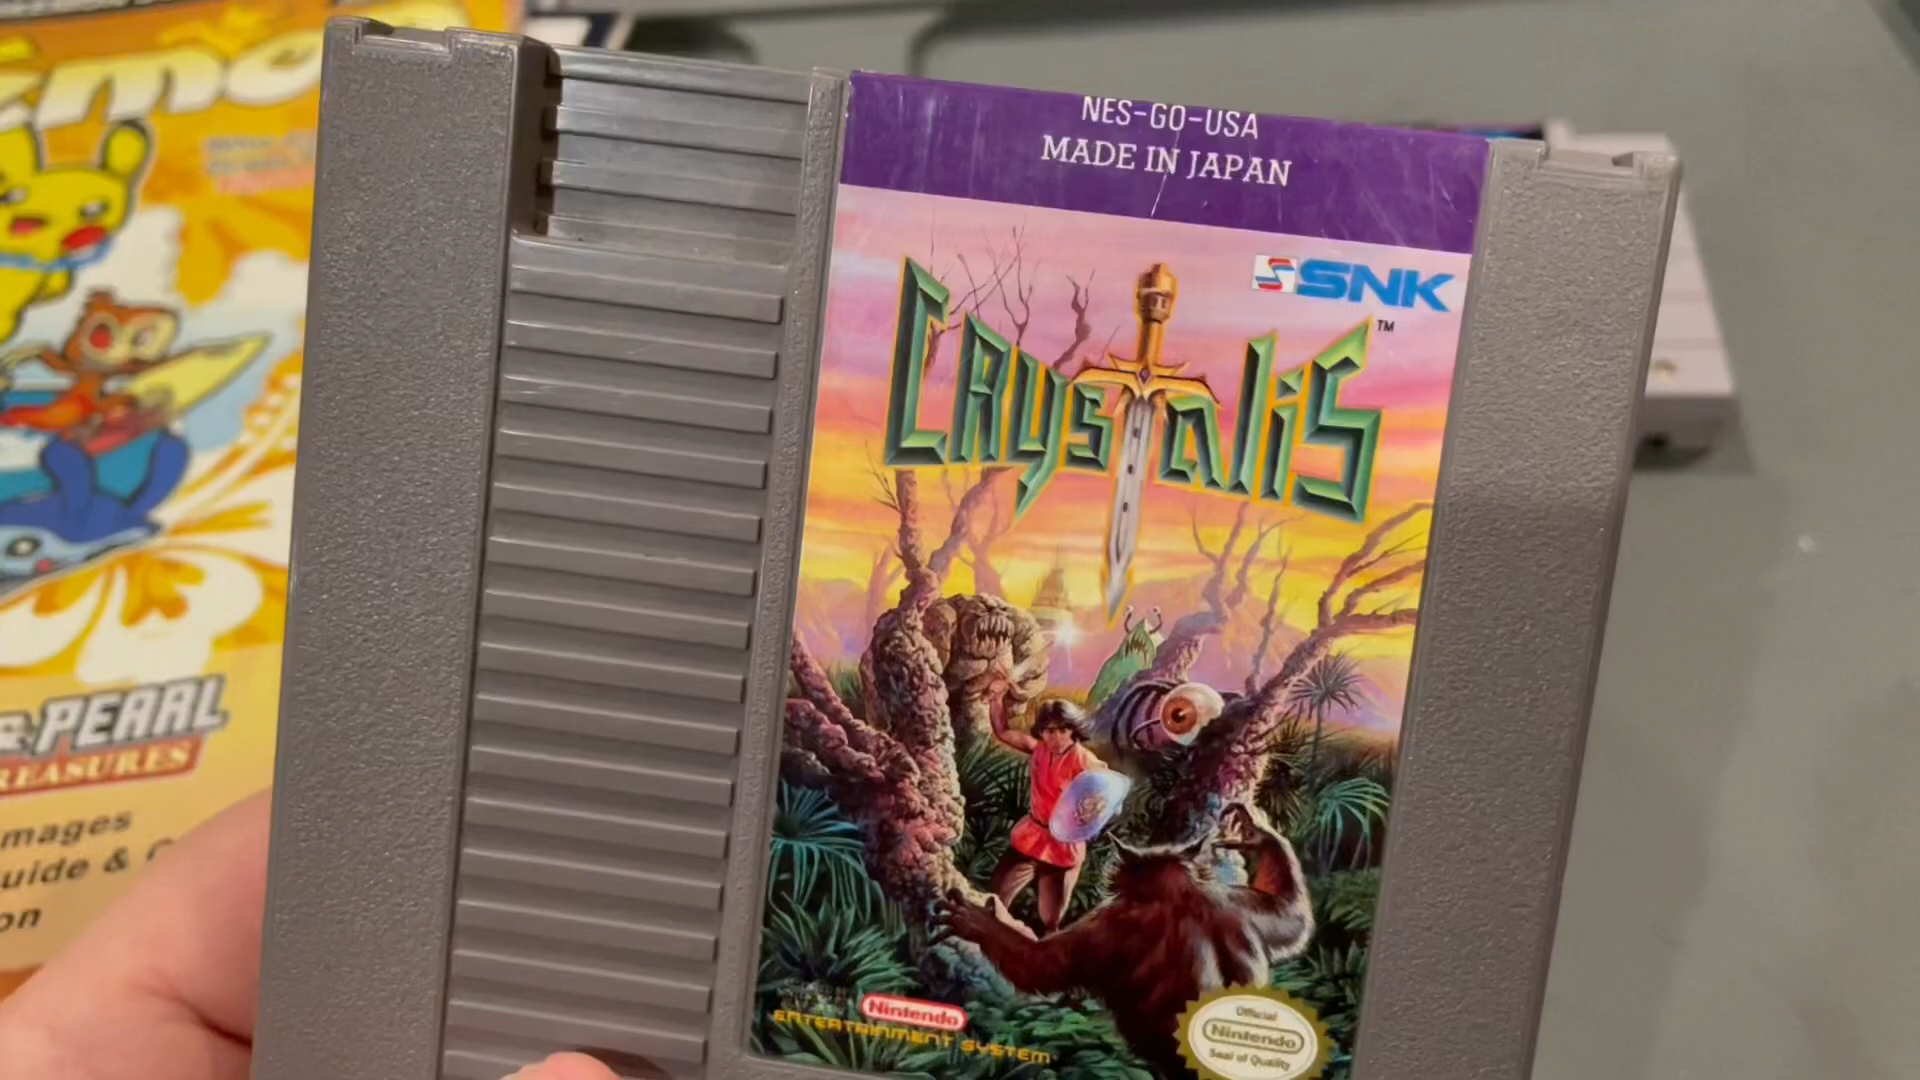 NES-GO-USA
MADE IN JAPAN
SNK
CRYSTALIS
TM
Nintendo
ENTERTAINMENT SYSTEM
Official
Nintendo
Seal of Quality
PEARL
mages
uide &
on